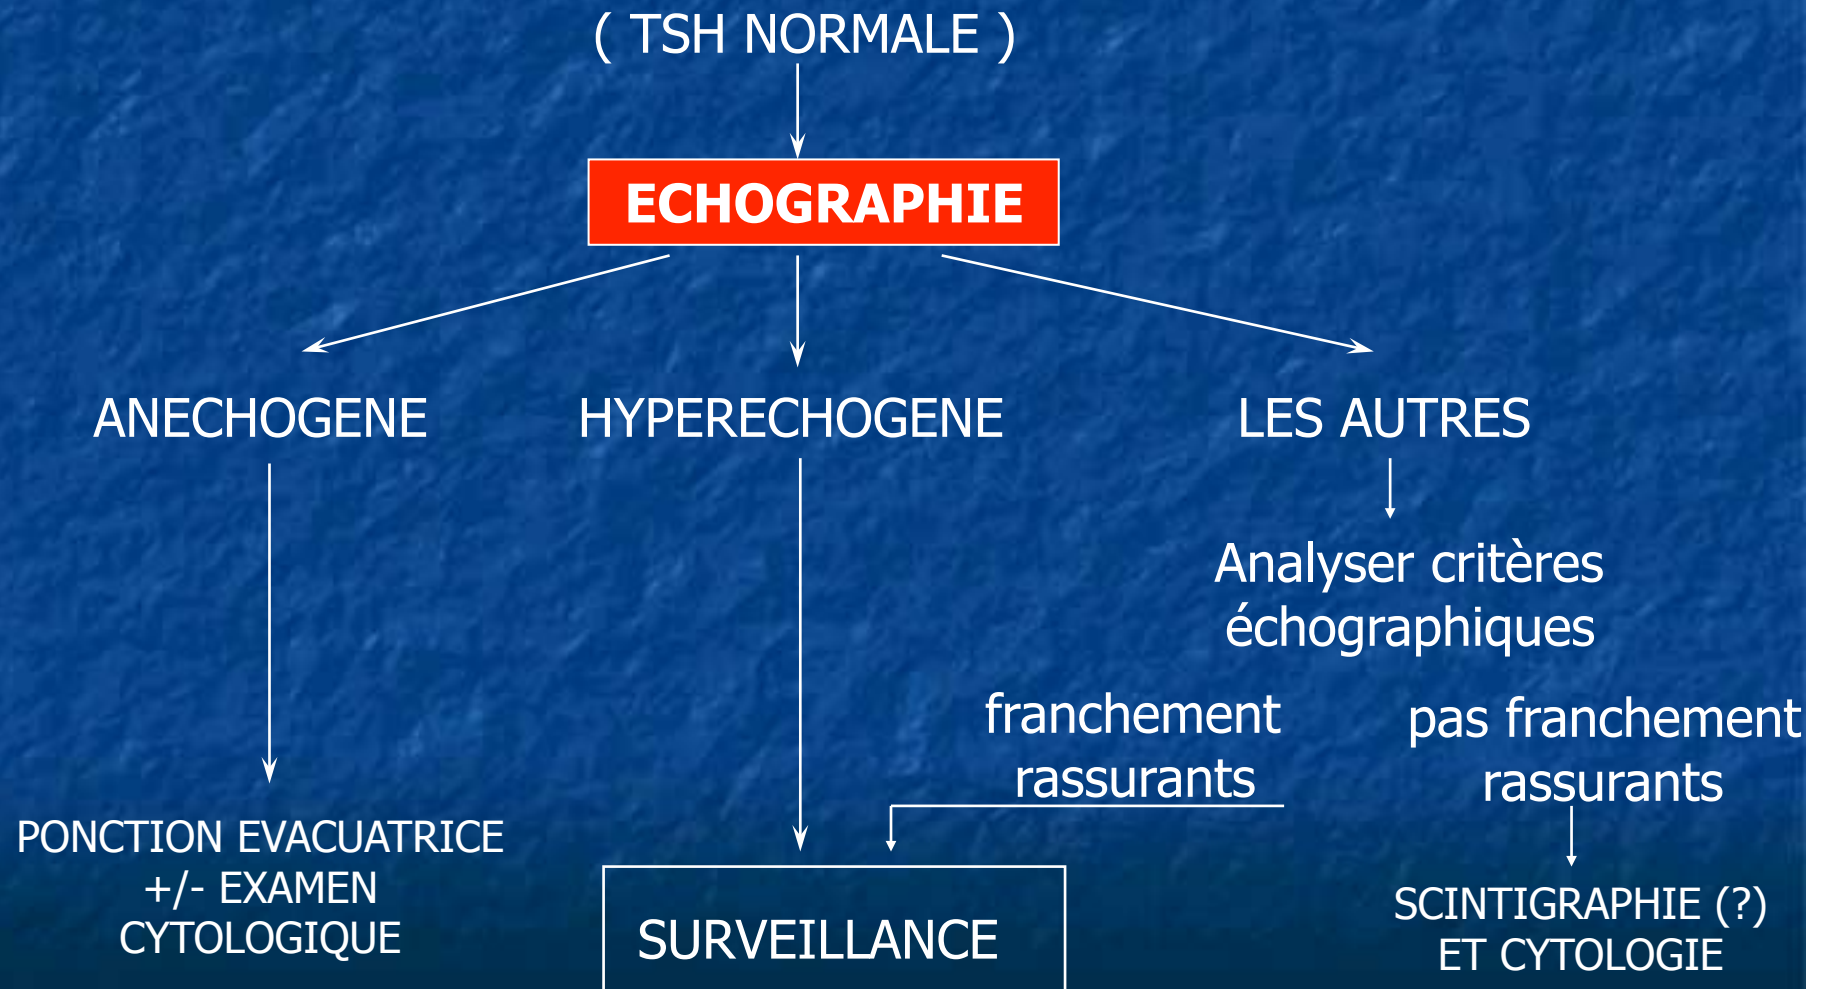 ( TSH NORMALE )
ECHOGRAPHIE
ANECHOGENE
HYPERECHOGENE
LES AUTRES
Analyser critères
échographiques
franchement
rassurants
pas franchement
rassurants
PONCTION EVACUATRICE
+/- EXAMEN
CYTOLOGIQUE
SURVEILLANCE
SCINTIGRAPHIE (?)
ET CYTOLOGIE